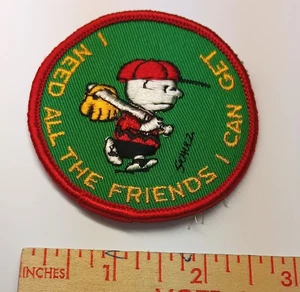 I NEED ALL THE FRIENDS I CAN GET
SCHULZ
INCHES 1 2 3